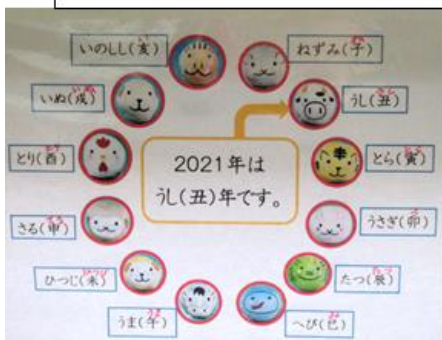 いのしし(亥)
ねずみ(子)
いぬ(戌)
うし(丑)
とり(酉)
2021年は
うし(丑)年です。
とら(寅)
さる(申)
うさぎ(卯)
ひつじ(未)
たつ(辰)
うま(午)
へび(巳)